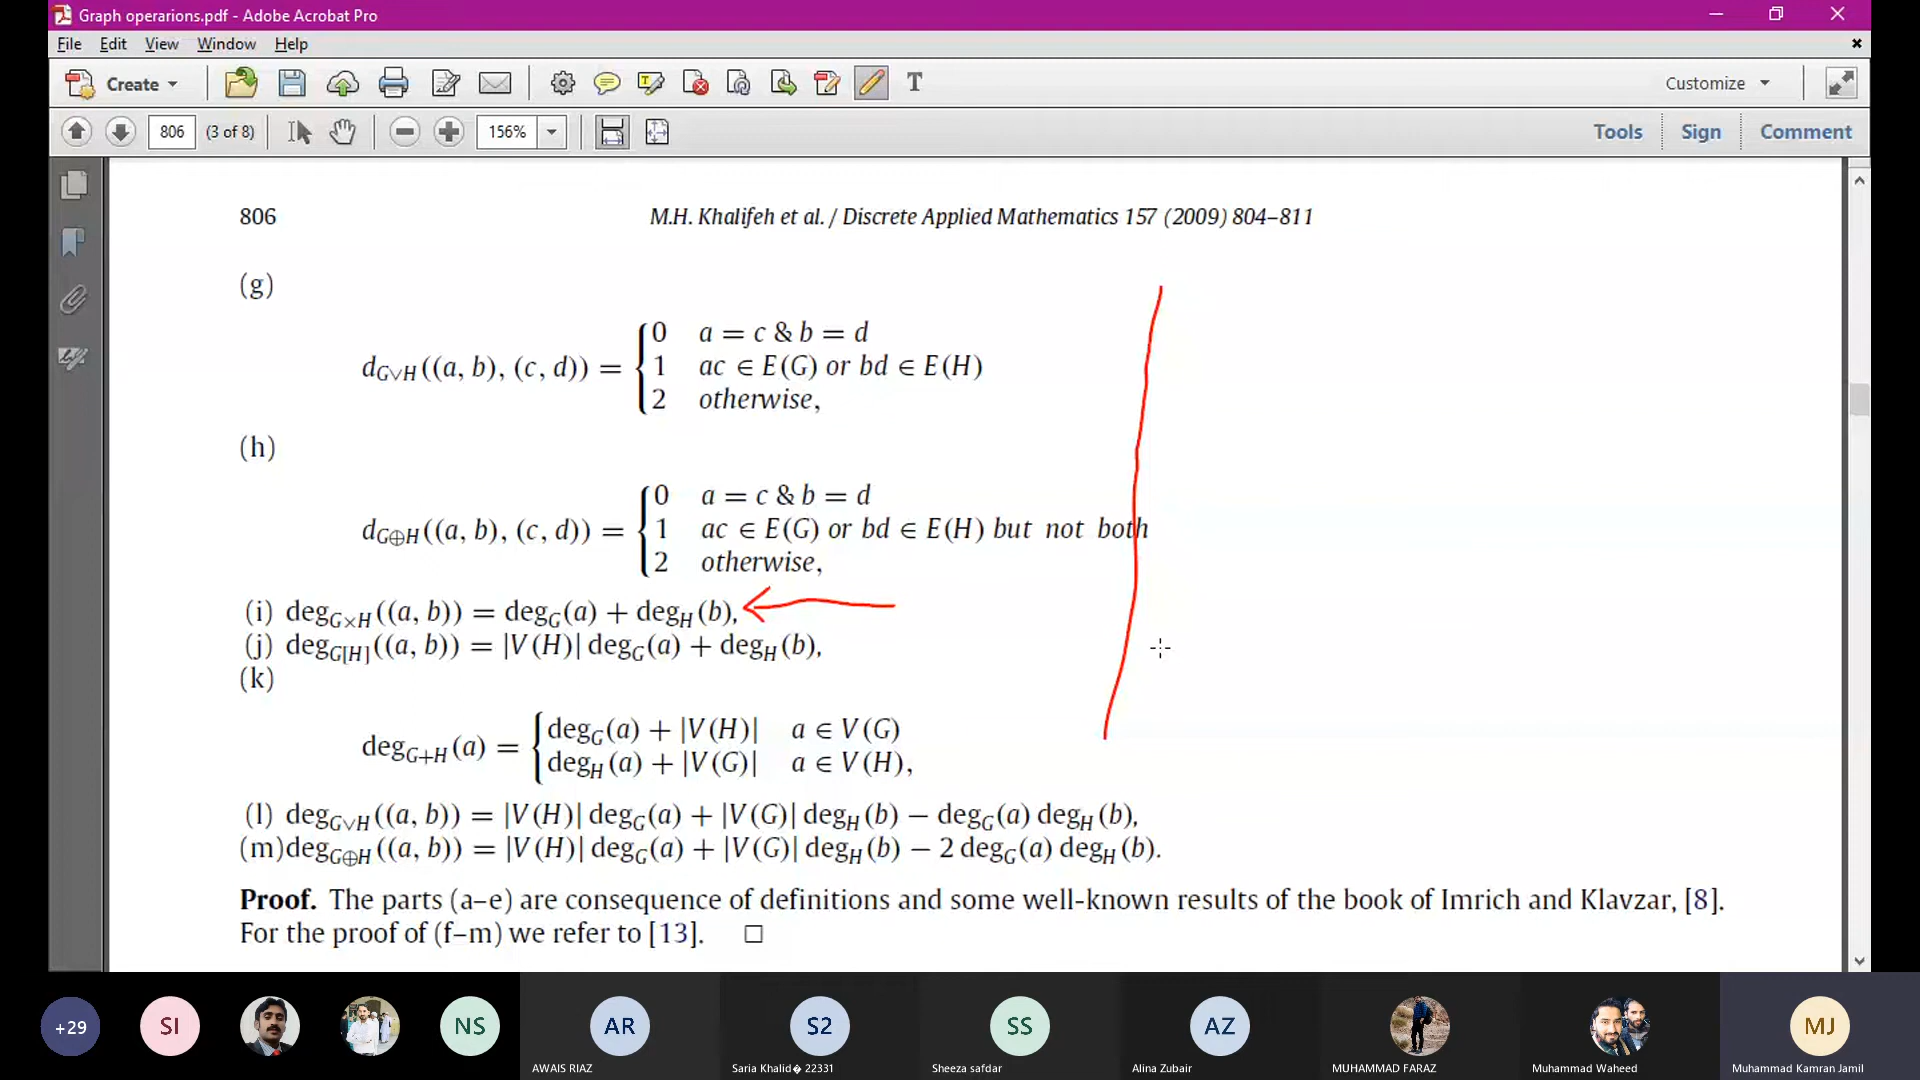 Graph operarions.pdf - Adobe Acrobat Pro
File Edit View Window Help
Create Customize
806 (3 of 8) 156% Tools Sign Comment
806 M.H. Khalifeh et al. / Discrete Applied Mathematics 157 (2009) 804–811
(g)
d_{G∨H}((a, b), (c, d)) = { 0 a = c & b = d
1 ac ∈ E(G) or bd ∈ E(H)
2 otherwise,
(h)
d_{G⊕H}((a, b), (c, d)) = { 0 a = c & b = d
1 ac ∈ E(G) or bd ∈ E(H) but not both
2 otherwise,
(i) deg_{G×H}((a, b)) = deg_G(a) + deg_H(b),
(j) deg_{G[H]}((a, b)) = |V(H)| deg_G(a) + deg_H(b),
(k)
deg_{G+H}(a) = { deg_G(a) + |V(H)| a ∈ V(G)
deg_H(a) + |V(G)| a ∈ V(H),
(l) deg_{G∨H}((a, b)) = |V(H)| deg_G(a) + |V(G)| deg_H(b) − deg_G(a) deg_H(b),
(m)deg_{G⊕H}((a, b)) = |V(H)| deg_G(a) + |V(G)| deg_H(b) − 2 deg_G(a) deg_H(b).
Proof. The parts (a–e) are consequence of definitions and some well-known results of the book of Imrich and Klavzar, [8].
For the proof of (f–m) we refer to [13]. □
+29 SI NS AR S2 SS AZ MJ
AWAIS RIAZ Saria Khalid� 22331 Sheeza safdar Alina Zubair MUHAMMAD FARAZ Muhammad Waheed Muhammad Kamran Jamil